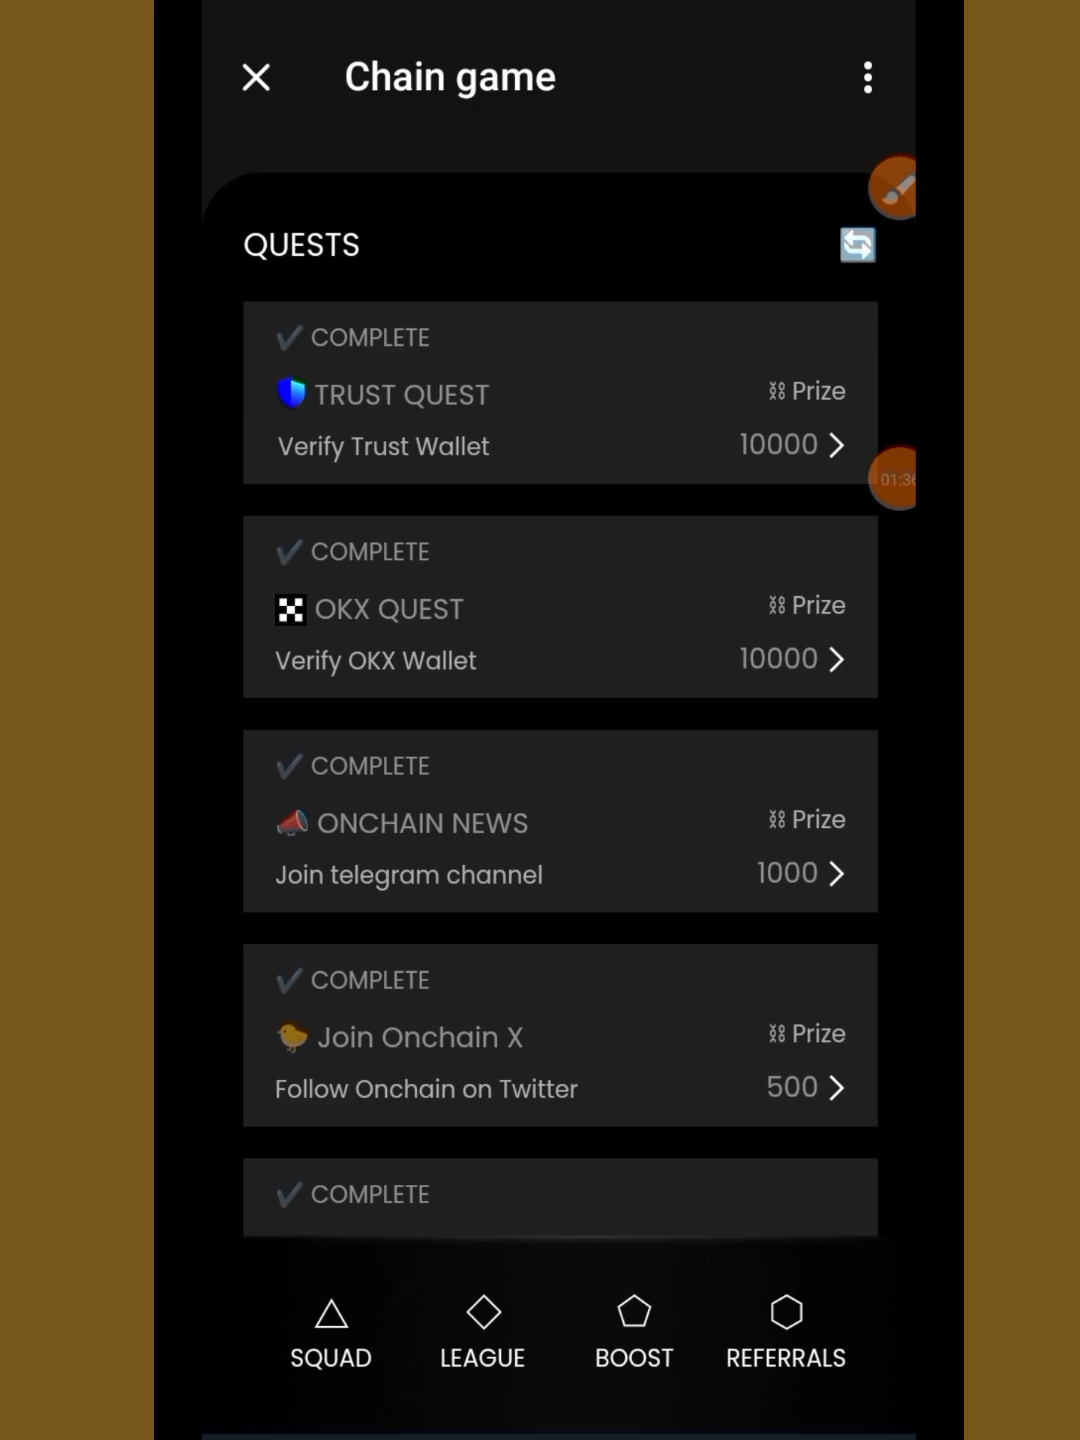 Chain game
QUESTS
COMPLETE
TRUST QUEST
Prize
Verify Trust Wallet
10000
COMPLETE
OKX QUEST
Prize
Verify OKX Wallet
10000
COMPLETE
ONCHAIN NEWS
Prize
Join telegram channel
1000
COMPLETE
Join Onchain X
Prize
Follow Onchain on Twitter
500
COMPLETE
SQUAD
LEAGUE
BOOST
REFERRALS